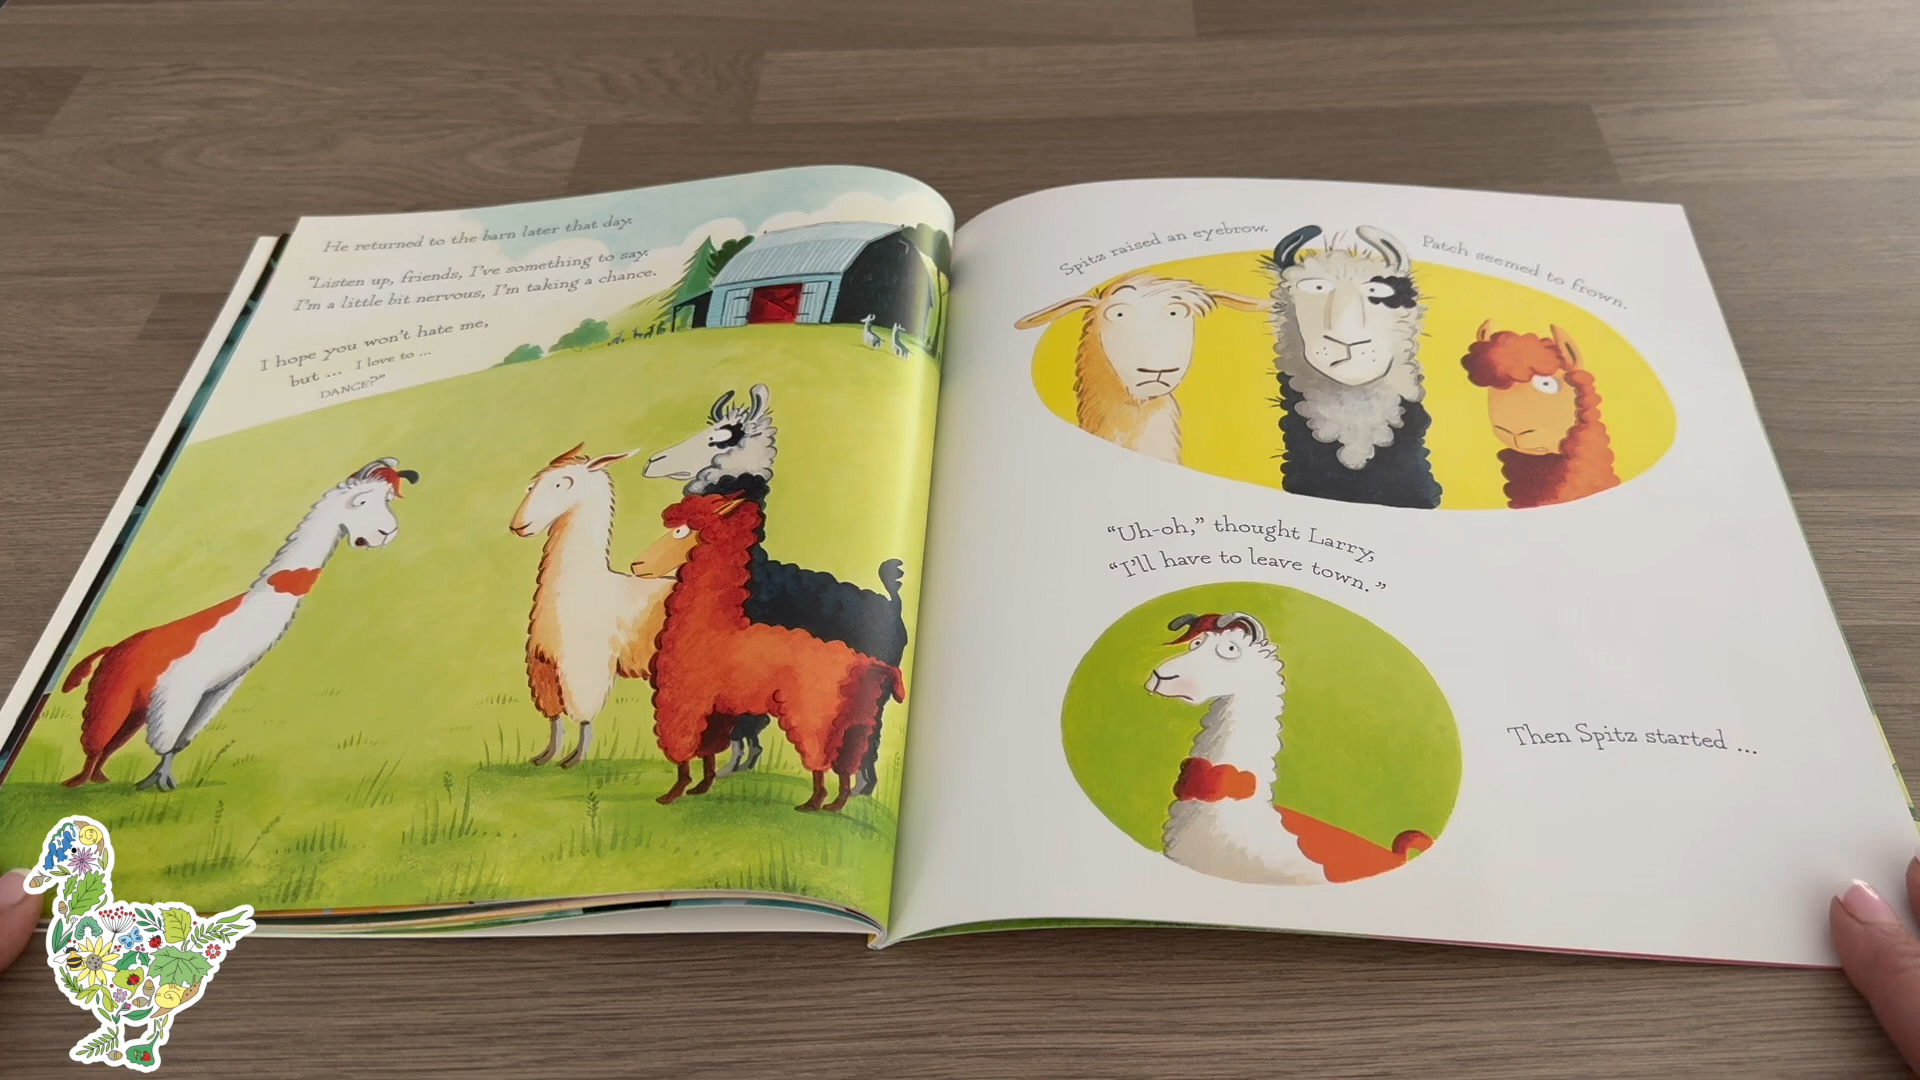 He returned to the barn later that day.
"Listen up, friends, I've something to say.
I'm a little bit nervous, I'm taking a chance.
I hope you won't hate me,
but ... I love to ...
DANCE?"
Spitz raised an eyebrow.
Patch seemed to frown.
"Uh-oh," thought Larry,
"I'll have to leave town."
Then Spitz started ...